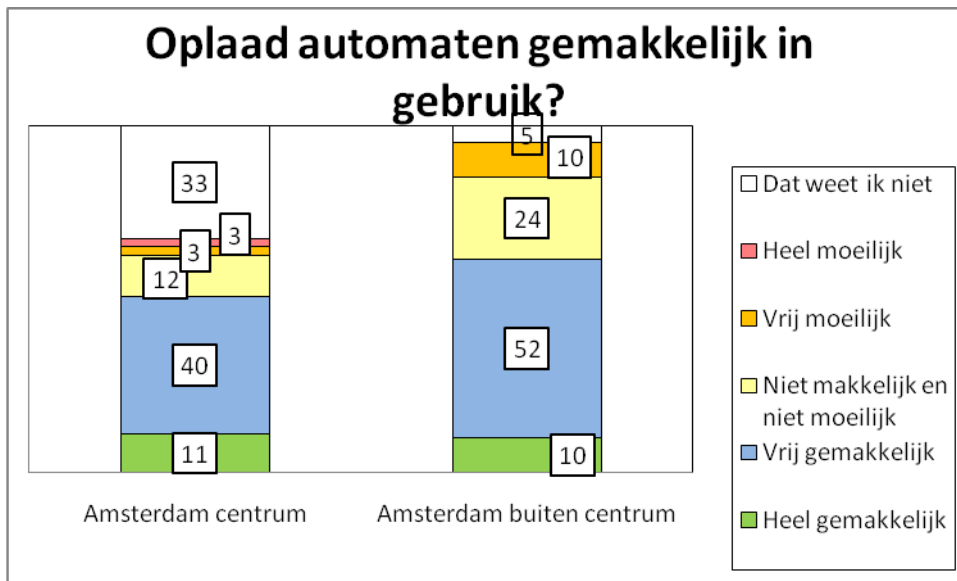 Oplaad automaten gemakkelijk in
gebruik?
33
3
3
12
40
11
5
10
24
52
10
Amsterdam centrum
Amsterdam buiten centrum
Dat weet ik niet
Heel moeilijk
Vrij moeilijk
Niet makkelijk en
niet moeilijk
Vrij gemakkelijk
Heel gemakkelijk